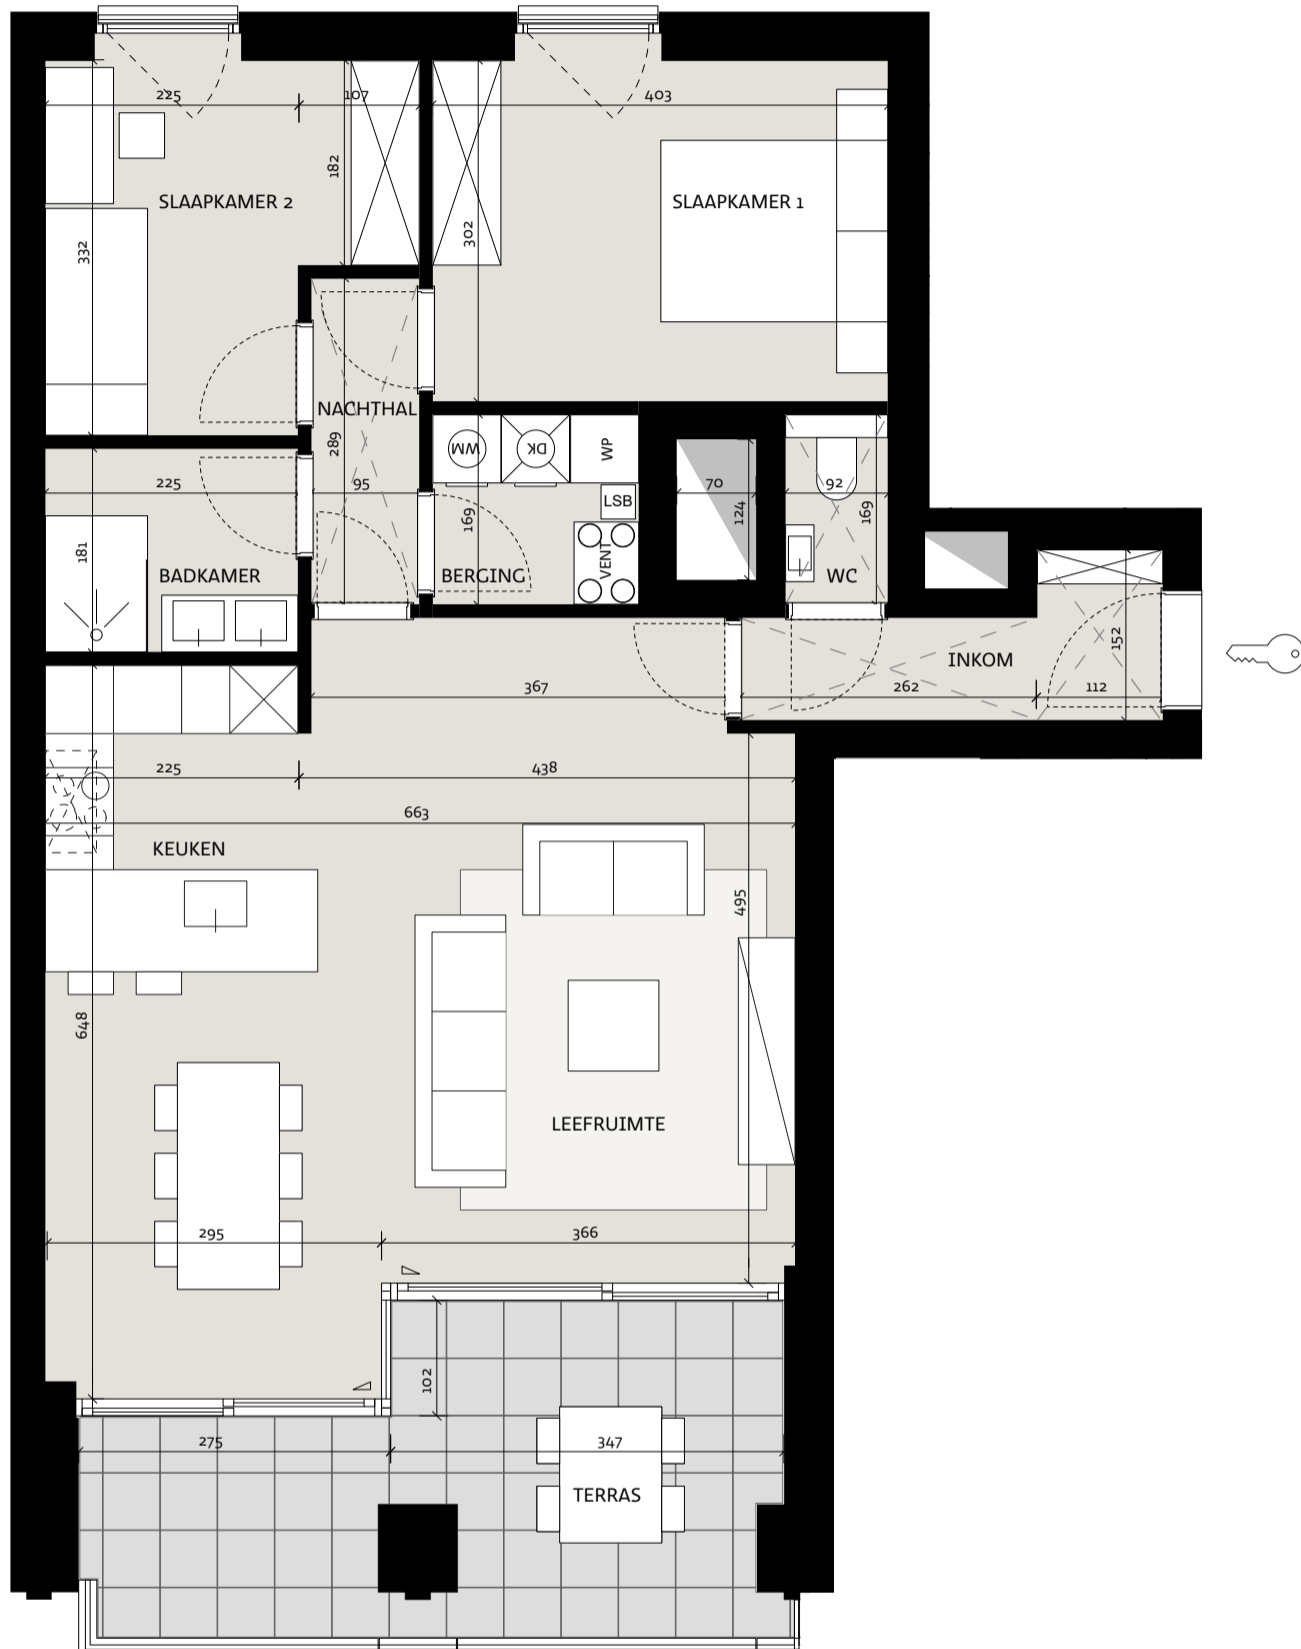 225
107
403
182
SLAAPKAMER 2
SLAAPKAMER 1
332
302
NACHTHAL
289
WM
DK
WP
225
95
LSB
70
92
124
169
169
181
VENT
BADKAMER
BERGING
WC
152
INKOM
367
262
112
225
438
663
KEUKEN
495
648
LEEFRUIMTE
295
366
102
275
347
TERRAS